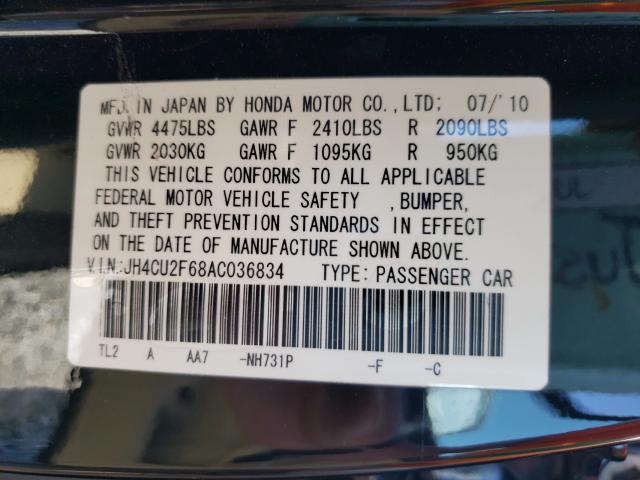 MFD. IN JAPAN BY HONDA MOTOR CO.,LTD: 07/'10
GVWR 4475LBS GAWR F 2410LBS R 2090LBS
GVWR 2030KG GAWR F 1095KG R 950KG
THIS VEHICLE CONFORMS TO ALL APPLICABLE
FEDERAL MOTOR VEHICLE SAFETY ,BUMPER,
AND THEFT PREVENTION STANDARDS IN EFFECT
ON THE DATE OF MANUFACTURE SHOWN ABOVE.
V.I.N.:JH4CU2F68AC036834 TYPE:PASSENGER CAR
TL2 A AA7 -NH731P -F -C